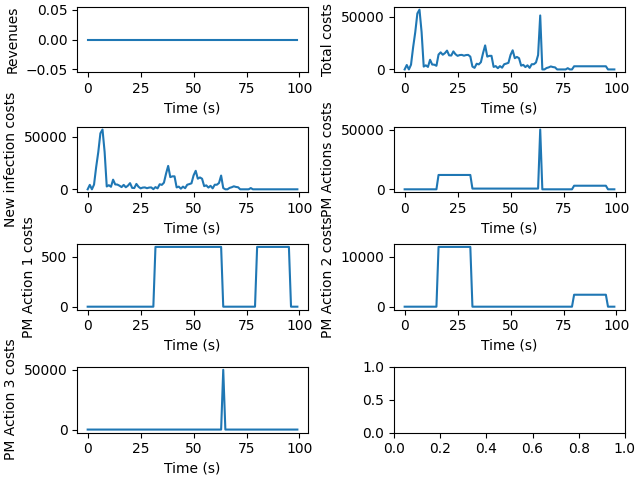 Revenues
0.05
0.00
−0.05
0 25 50 75 100
Time (s)
Total costs
50000
0
0 25 50 75 100
Time (s)
New infection costs
50000
0
0 25 50 75 100
Time (s)
PM Actions costs
50000
0
0 25 50 75 100
Time (s)
PM Action 1 costs
500
0
0 25 50 75 100
Time (s)
PM Action 2 costs
10000
0
0 25 50 75 100
Time (s)
PM Action 3 costs
50000
0
0 25 50 75 100
Time (s)
1.0
0.5
0.0
0.0 0.2 0.4 0.6 0.8 1.0